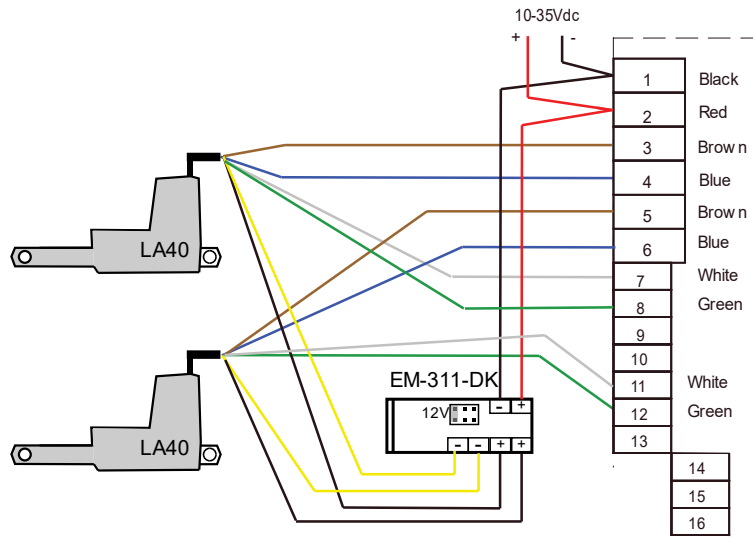 10-35Vdc
+ -
1 Black
2 Red
3 Brow n
4 Blue
5 Brow n
6 Blue
7 White
8 Green
9
10
11 White
12 Green
13
14
15
16
LA40
LA40
EM-311-DK
12V
- +
- - + +